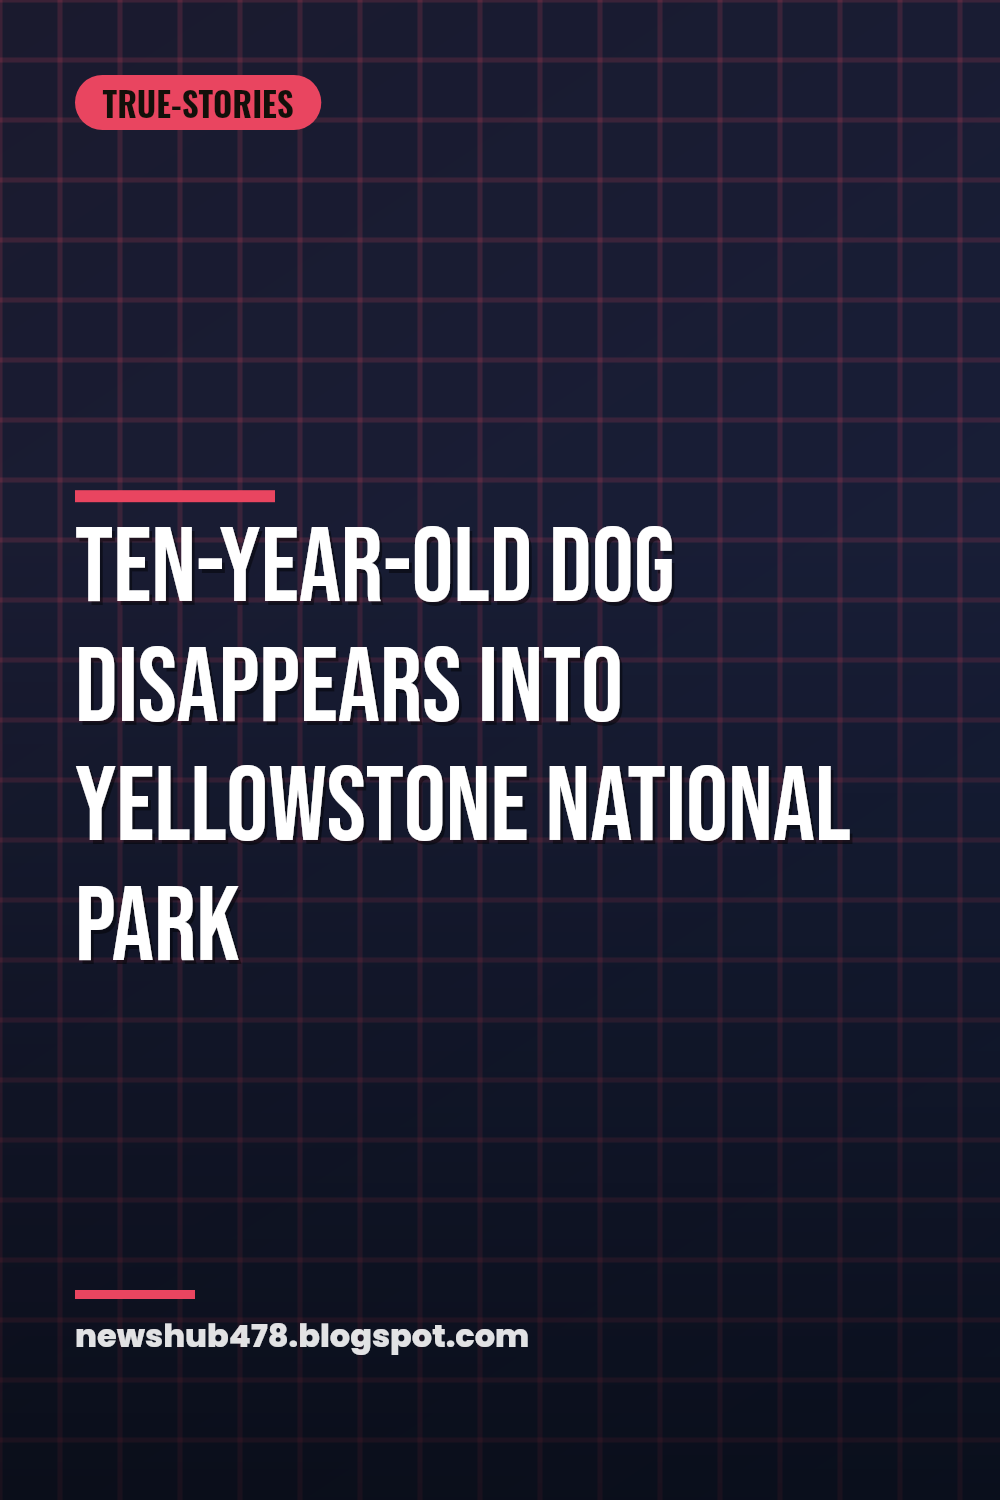 TRUE-STORIES
TEN-YEAR-OLD DOG
DISAPPEARS INTO
YELLOWSTONE NATIONAL
PARK
newshub478.blogspot.com